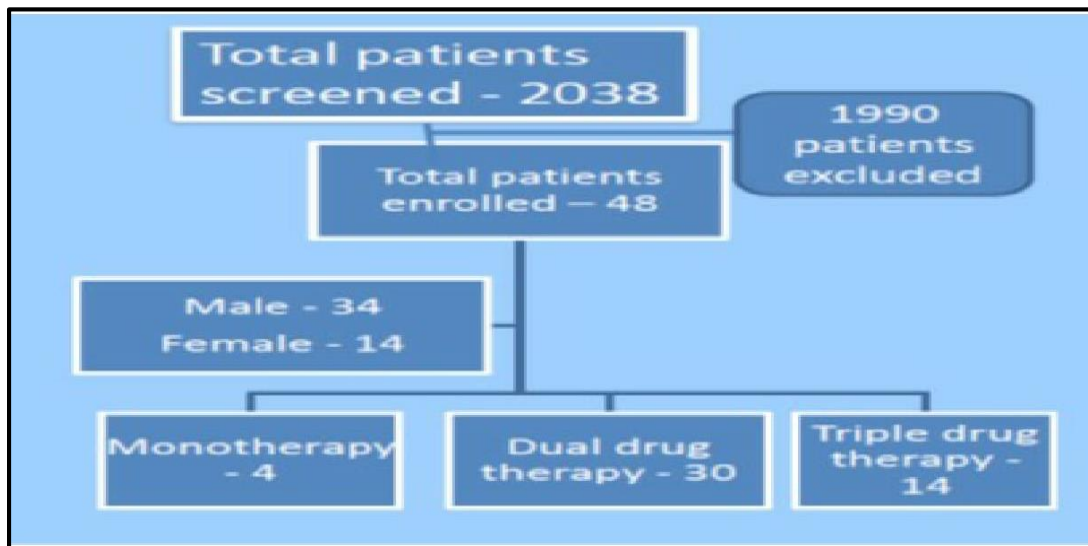 Total patients
screened - 2038
1990
patients
excluded
Total patients
enrolled – 48
Male - 34
Female - 14
Monotherapy
- 4
Dual drug
therapy - 30
Triple drug
therapy -
14